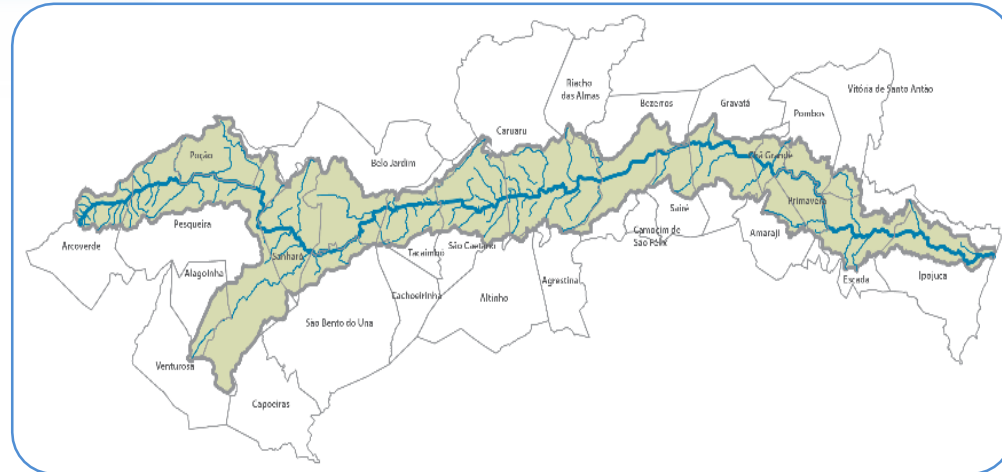 Riacho
das Almas
Bezerros
Gravatá
Vitória de Santo Antão
Pombos
Caruaru
Poção
Belo Jardim
Chã Grande
Primavera
Pesqueira
Sairé
Camocim de
São Félix
Amaraji
Arcoverde
Sanharó
Tacaimbó
São Caetano
Alagoinha
Escada
Ipojuca
Cachoeirinha
Altinho
Agrestina
São Bento do Una
Venturosa
Capoeiras